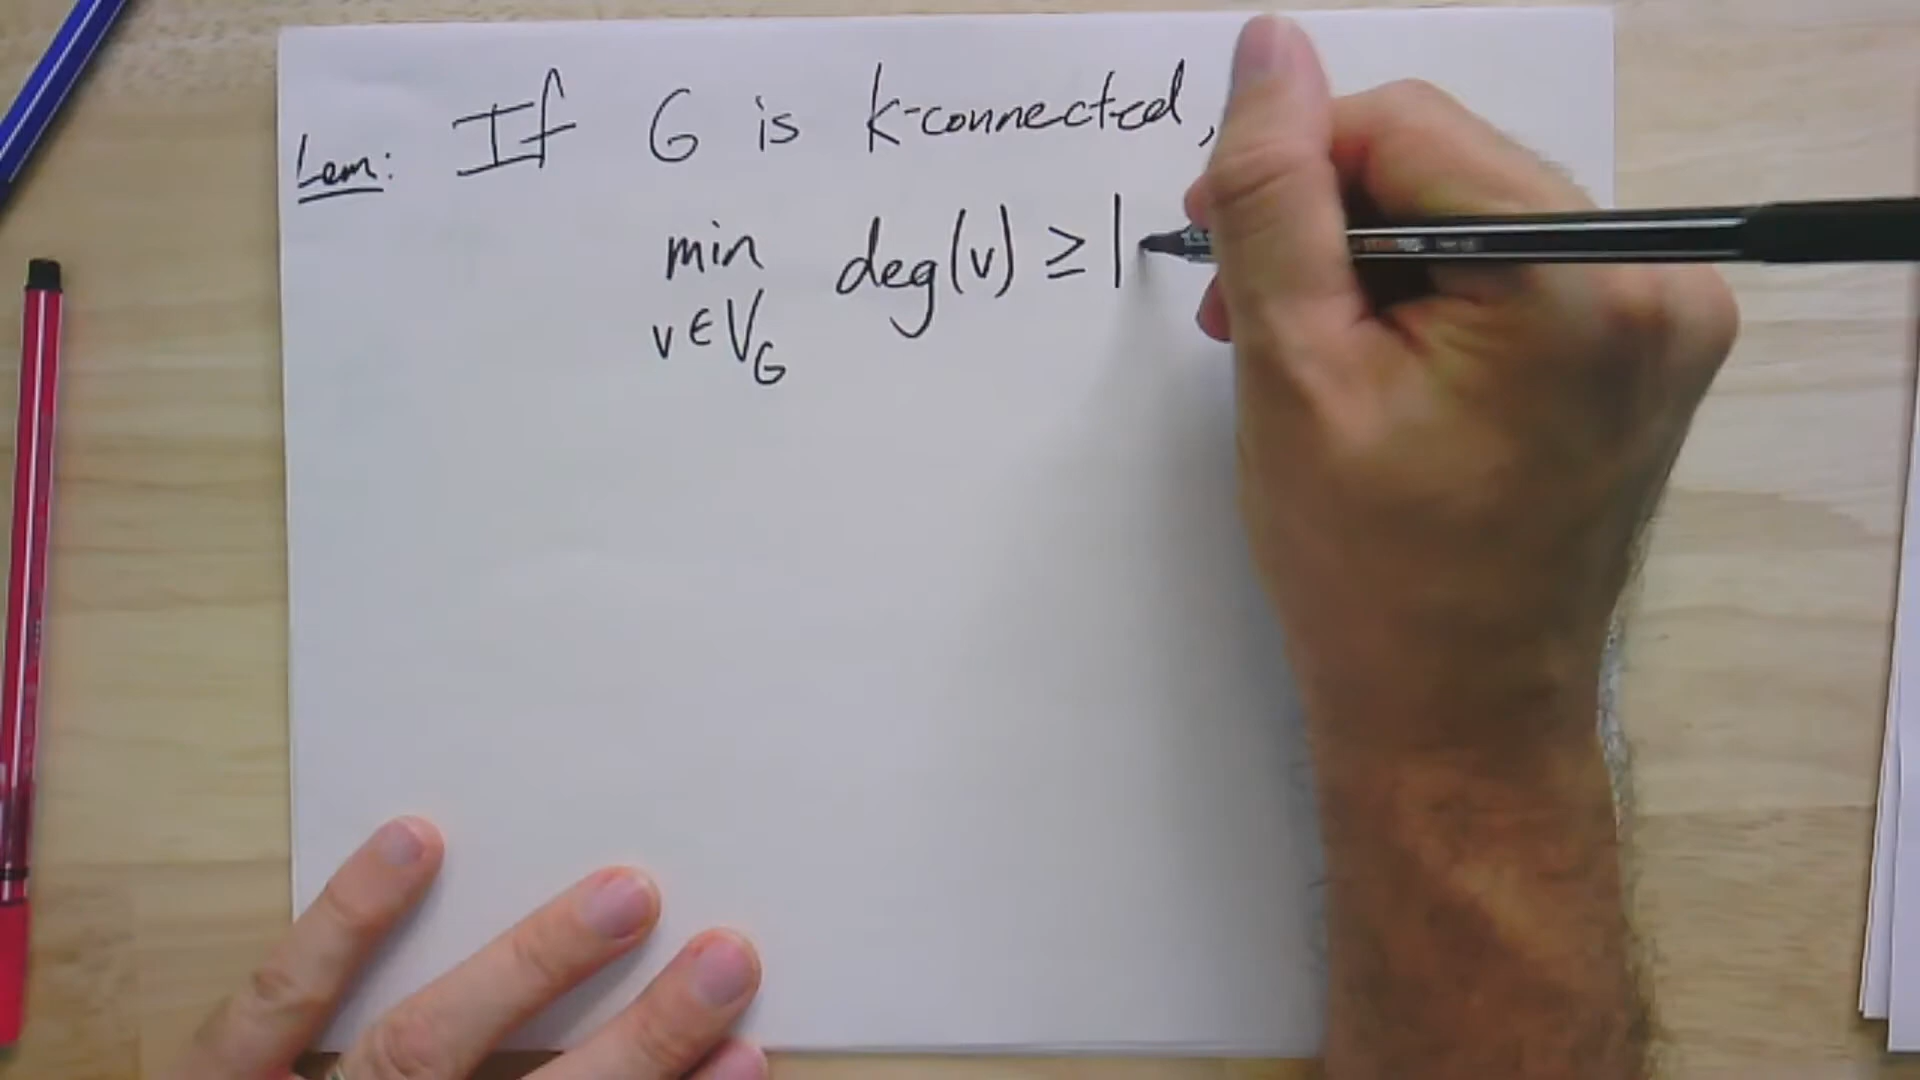 Lem: If G is k-connected,
min deg(v) ≥ |
v ∈ V_G